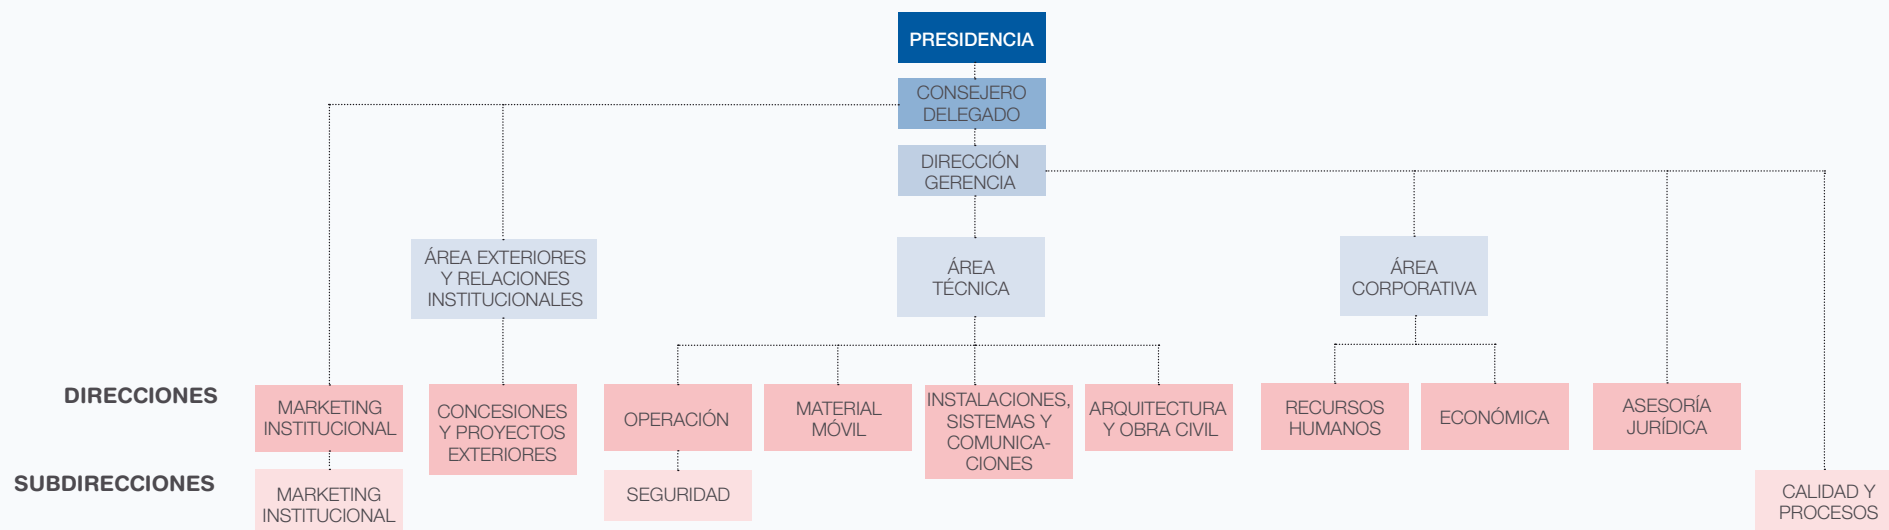 PRESIDENCIA
CONSEJERO
DELEGADO
DIRECCIÓN
GERENCIA
ÁREA EXTERIORES
Y RELACIONES
INSTITUCIONALES
ÁREA
TÉCNICA
ÁREA
CORPORATIVA
DIRECCIONES
MARKETING
INSTITUCIONAL
CONCESIONES
Y PROYECTOS
EXTERIORES
OPERACIÓN
MATERIAL
MÓVIL
INSTALACIONES,
SISTEMAS Y
COMUNICA-
CIONES
ARQUITECTURA
Y OBRA CIVIL
RECURSOS
HUMANOS
ECONÓMICA
ASESORÍA
JURÍDICA
SUBDIRECCIONES
MARKETING
INSTITUCIONAL
SEGURIDAD
CALIDAD Y
PROCESOS